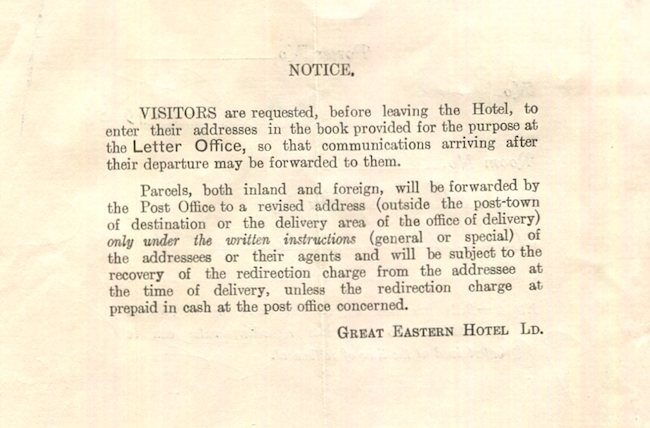 NOTICE.
VISITORS are requested, before leaving the Hotel, to
enter their addresses in the book provided for the purpose at
the Letter Office, so that communications arriving after
their departure may be forwarded to them.
Parcels, both inland and foreign, will be forwarded by
the Post Office to a revised address (outside the post-town
of destination or the delivery area of the office of delivery)
only under the written instructions (general or special) of
the addressees or their agents and will be subject to the
recovery of the redirection charge from the addressee at
the time of delivery, unless the redirection charge at
prepaid in cash at the post office concerned.
GREAT EASTERN HOTEL LD.